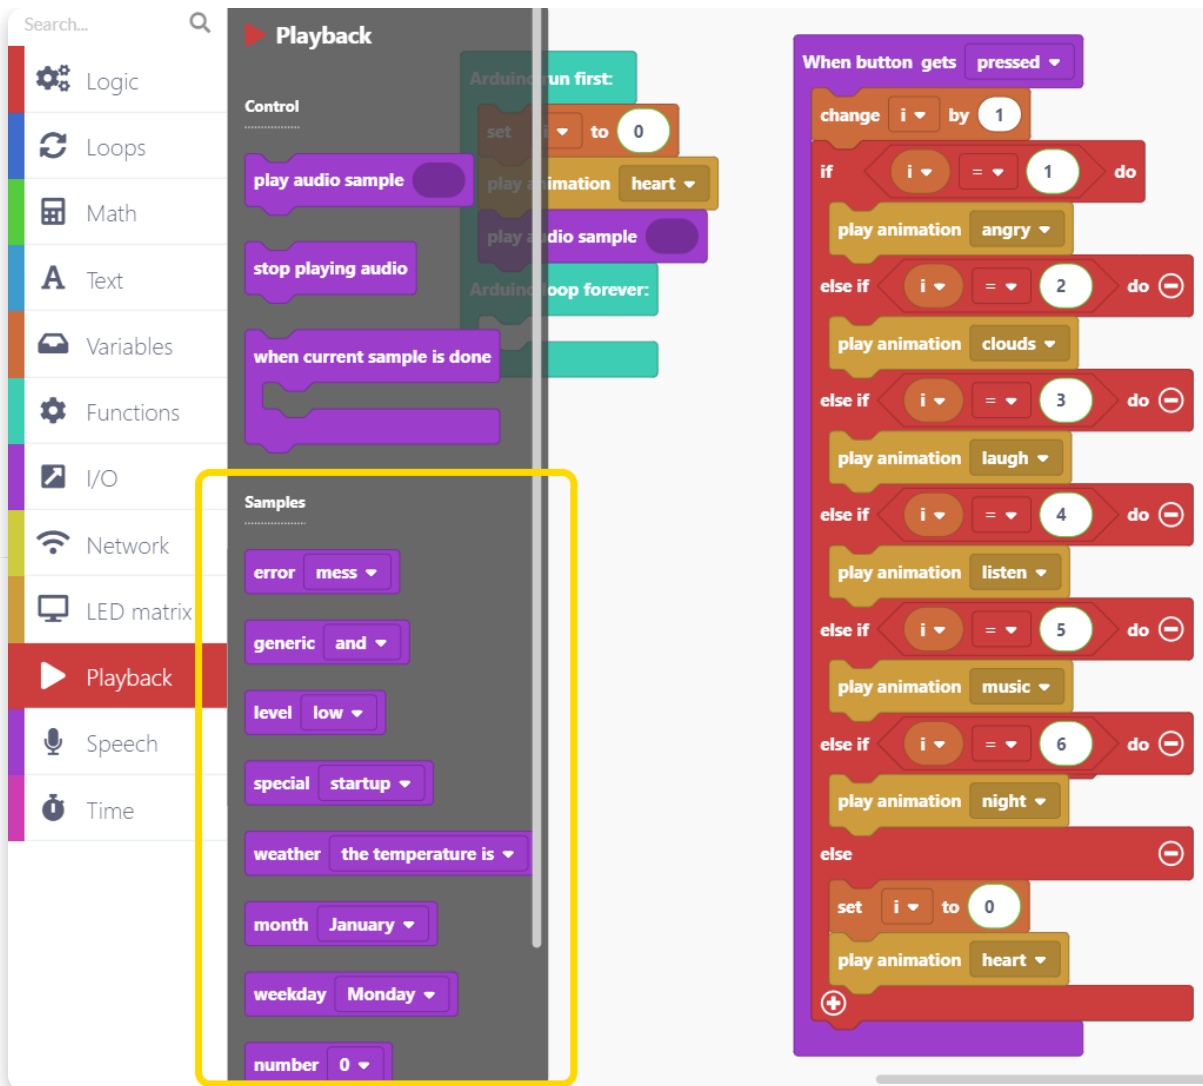 Search...
Logic
Loops
Math
Text
Variables
Functions
I/O
Network
LED matrix
Playback
Speech
Time
Playback
Control
play audio sample
stop playing audio
when current sample is done
Samples
error mess
generic and
level low
special startup
weather the temperature is
month January
weekday Monday
number 0
Arduino run first:
set i to 0
play animation heart
play audio sample
Arduino loop forever:
When button gets pressed
change i by 1
if i = 1 do
play animation angry
else if i = 2 do
play animation clouds
else if i = 3 do
play animation laugh
else if i = 4 do
play animation listen
else if i = 5 do
play animation music
else if i = 6 do
play animation night
else
set i to 0
play animation heart